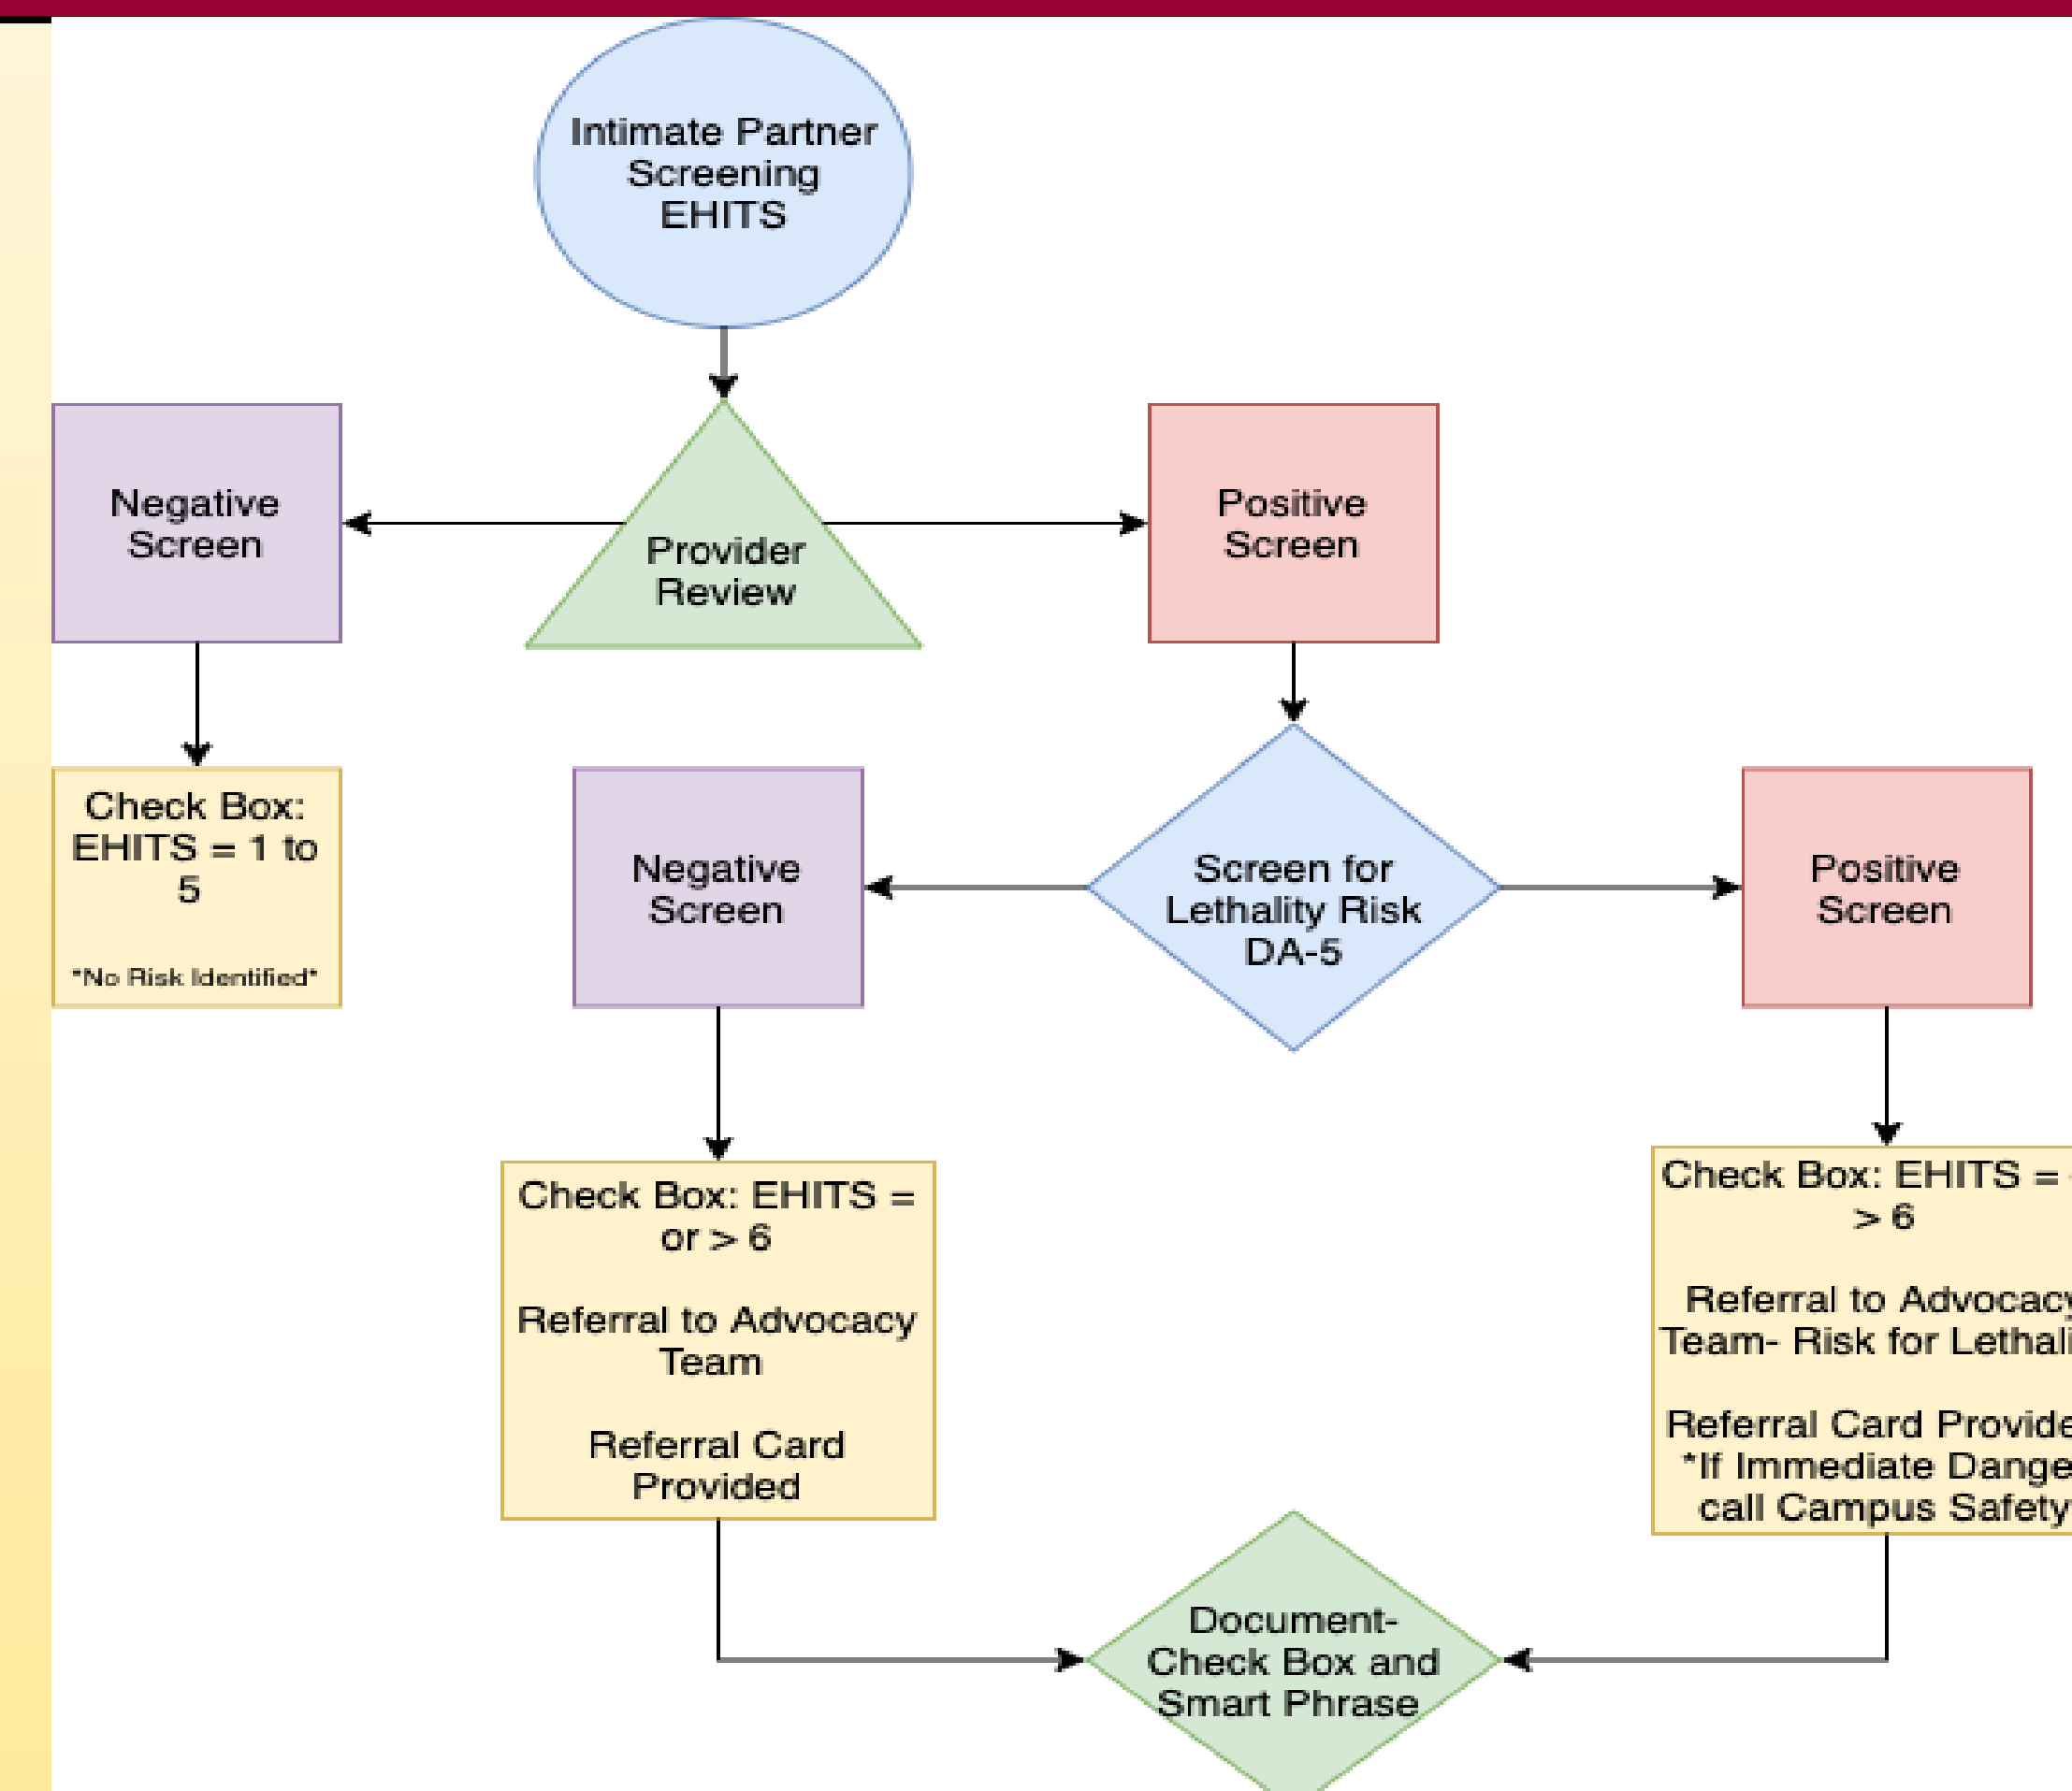 Intimate Partner
Screening
EHITS
Negative
Screen
Provider
Review
Positive
Screen
Check Box:
EHITS = 1 to
5
*No Risk Identified*
Negative
Screen
Screen for
Lethality Risk
DA-5
Positive
Screen
Check Box: EHITS =
or > 6
Referral to Advocacy
Team
Referral Card
Provided
Check Box: EHITS =
> 6
Referral to Advocacy
Team- Risk for
Referral Card
*If Immediate
call Campus Safety
Document-
Check Box and
Smart Phrase